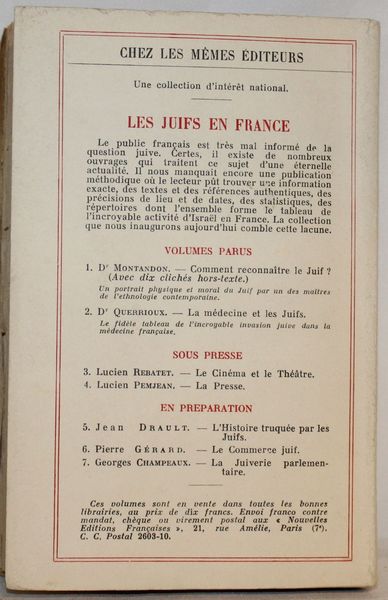 CHEZ LES MÊMES ÉDITEURS
Une collection d'intérêt national.
LES JUIFS EN FRANCE
Le public français est très mal informé de la
question juive. Certes, il existe de nombreux
ouvrages qui traitent ce sujet d'une éternelle
actualité. Il nous manquait encore une publication
méthodique où le lecteur pût trouver une information
exacte, des textes et des références authentiques, des
précisions de lieu et de dates, des statistiques, des
répertoires dont l'ensemble forme le tableau de
l'incroyable activité d'Israël en France. La collection
que nous inaugurons aujourd'hui comble cette lacune.
VOLUMES PARUS
1. Dr MONTANDON. — Comment reconnaître le Juif ?
(Avec dix clichés hors-texte.)
Un portrait physique et moral du Juif par un des maîtres
de l'ethnologie contemporaine.
2. Dr QUERRIOUX. — La médecine et les Juifs.
Le fidèle tableau de l'incroyable invasion juive dans la
médecine française.
SOUS PRESSE
3. Lucien REBATET. — Le Cinéma et le Théâtre.
4. Lucien PEMJEAN. — La Presse.
EN PREPARATION
5. Jean DRAULT. — L'Histoire truquée par les
Juifs.
6. Pierre GÉRARD. — Le Commerce juif.
7. Georges CHAMPEAUX. — La Juiverie parlemen-
taire.
Ces volumes sont en vente dans toutes les bonnes
librairies, au prix de dix francs. Envoi franco contre
mandat, chèque ou virement postal aux « Nouvelles
Editions Françaises », 21, rue Amélie, Paris (7e).
C. C. Postal 2603-10.